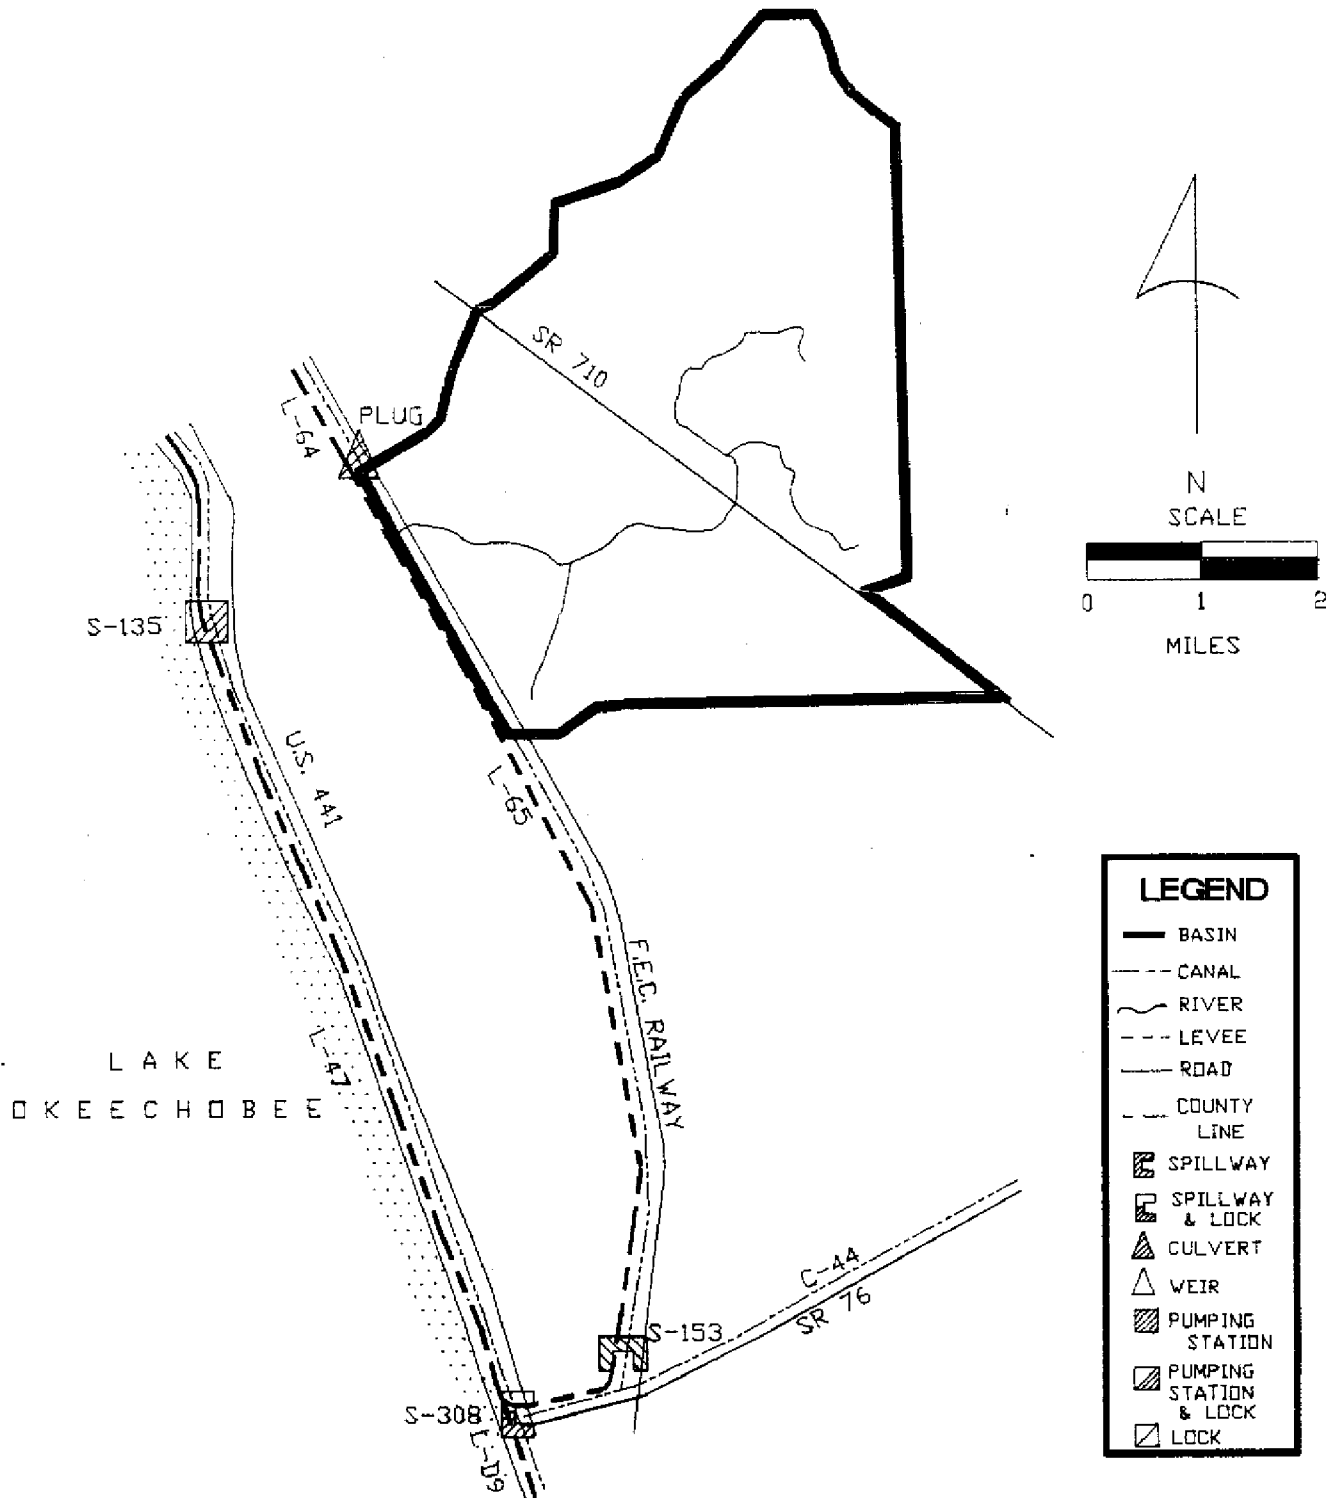 SR 710
L-64
PLUG
N
SCALE
0 1 2
MILES
S-135
U.S. 441
L-65
F.E.C. RAILWAY
L-47
LAKE
OKEECHOBEE
C-44
SR 76
S-153
S-308
L-D9
LEGEND
BASIN
CANAL
RIVER
LEVEE
ROAD
COUNTY
LINE
SPILLWAY
SPILLWAY
& LOCK
CULVERT
WEIR
PUMPING
STATION
PUMPING
STATION
& LOCK
LOCK